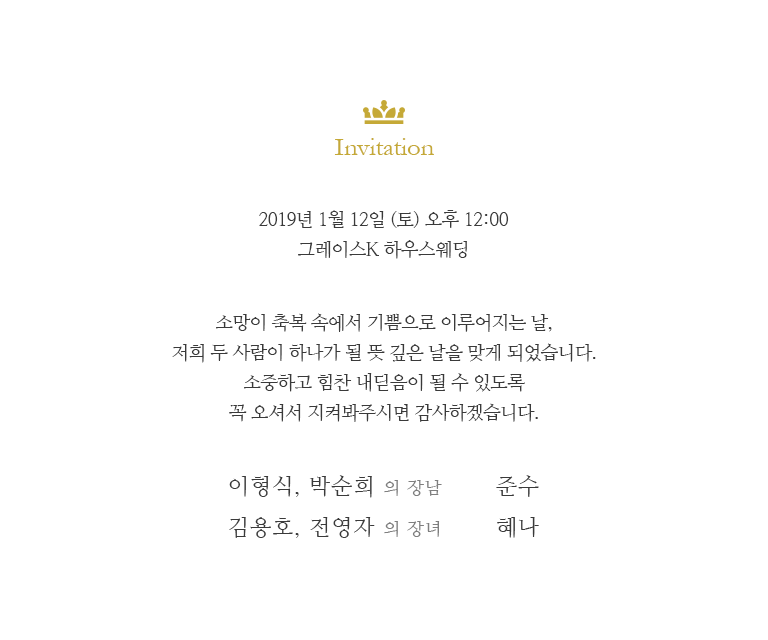 Invitation
2019년 1월 12일 (토) 오후 12:00
그레이스K 하우스웨딩
소망이 축복 속에서 기쁨으로 이루어지는 날,
저희 두 사람이 하나가 될 뜻 깊은 날을 맞게 되었습니다.
소중하고 힘찬 내딛음이 될 수 있도록
꼭 오셔서 지켜봐주시면 감사하겠습니다.
이형식, 박순희 의 장남 준수
김용호, 전영자 의 장녀 혜나